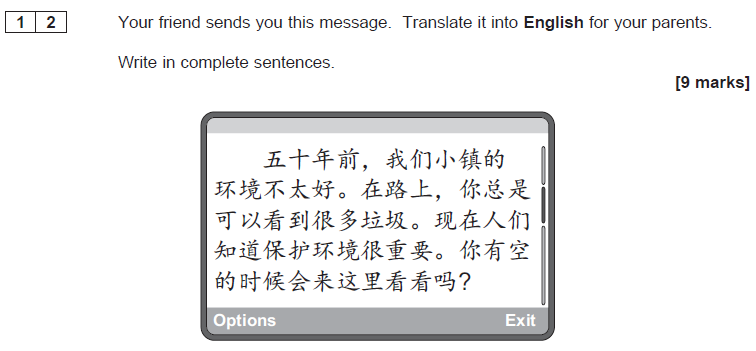 1 2 Your friend sends you this message. Translate it into English for your parents.
Write in complete sentences.
[9 marks]
五十年前，我们小镇的
环境不太好。在路上，你总是
可以看到很多垃圾。现在人们
知道保护环境很重要。你有空
的时候会来这里看看吗？
Options Exit